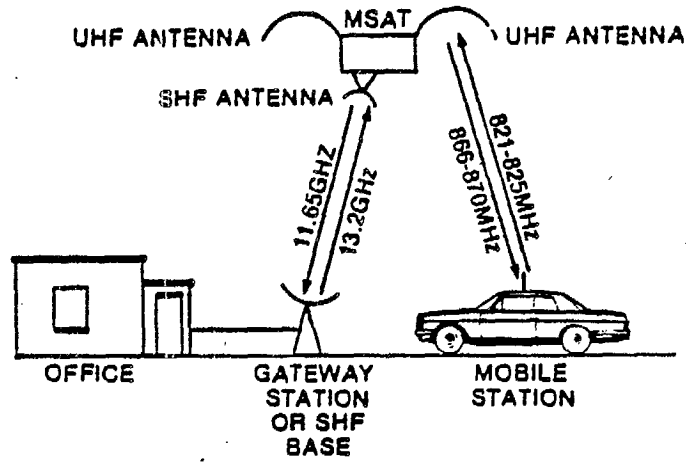 MSAT
UHF ANTENNA
UHF ANTENNA
SHF ANTENNA
11.65GHZ
13.2GHz
866-870MHz
821-825MHz
OFFICE
GATEWAY
STATION
OR SHF
BASE
MOBILE
STATION